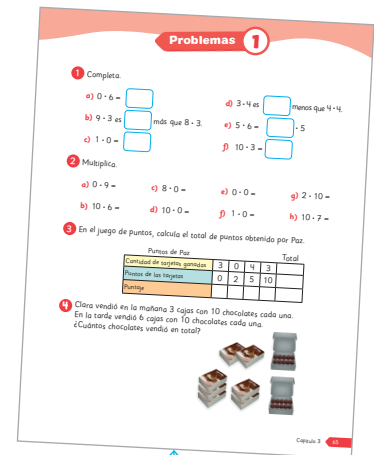 Problemas 1
1 Completa.
a) 0 · 6 =
b) 9 · 3 es más que 8 · 3.
c) 1 · 0 =
d) 3 · 4 es menos que 4 · 4.
e) 5 · 6 = · 5
f) 10 · 3 =
2 Multiplica.
a) 0 · 9 =
b) 10 · 6 =
c) 8 · 0 =
d) 10 · 0 =
e) 0 · 0 =
f) 1 · 0 =
g) 2 · 10 =
h) 10 · 7 =
3 En el juego de puntos, calcula el total de puntos obtenido por Paz.
Puntos de Paz
Total
Cantidad de tarjetas ganadas 3 0 4 3
Puntos de las tarjetas 0 2 5 10
Puntaje
4 Clara vendió en la mañana 3 cajas con 10 chocolates cada una.
En la tarde vendió 6 cajas con 10 chocolates cada una.
¿Cuántos chocolates vendió en total?
Capítulo 3 65